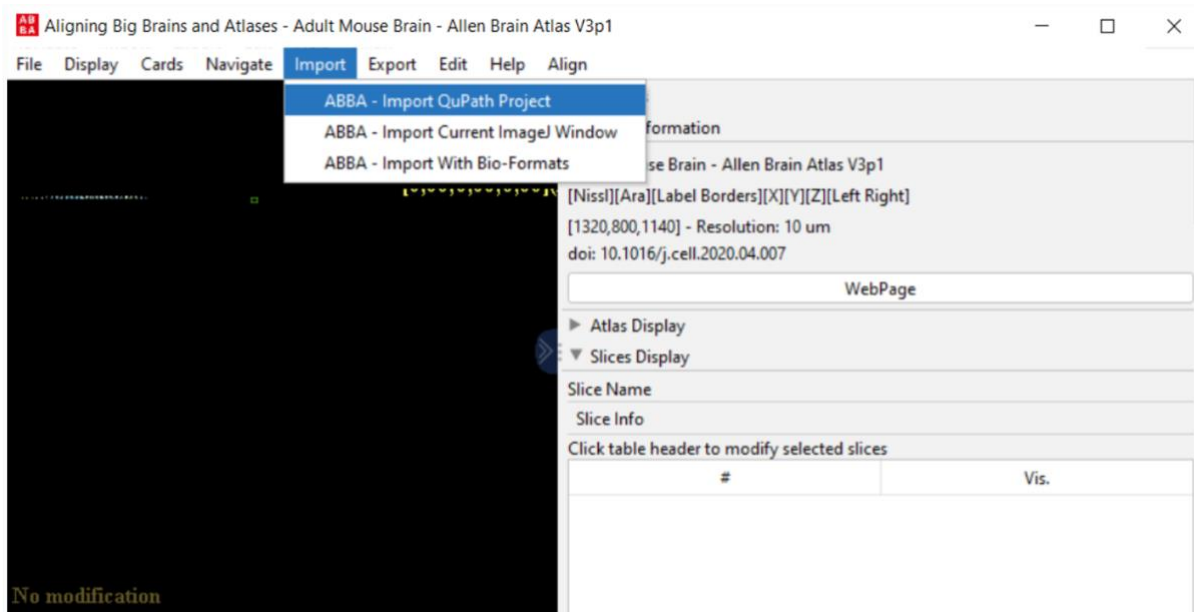 AB
BA Aligning Big Brains and Atlases - Adult Mouse Brain - Allen Brain Atlas V3p1
File Display Cards Navigate Import Export Edit Help Align
ABBA - Import QuPath Project
ABBA - Import Current ImageJ Window
ABBA - Import With Bio-Formats
formation
se Brain - Allen Brain Atlas V3p1
[Nissl][Ara][Label Borders][X][Y][Z][Left Right]
[1320,800,1140] - Resolution: 10 um
doi: 10.1016/j.cell.2020.04.007
WebPage
Atlas Display
Slices Display
Slice Name
Slice Info
Click table header to modify selected slices
# Vis.
No modification